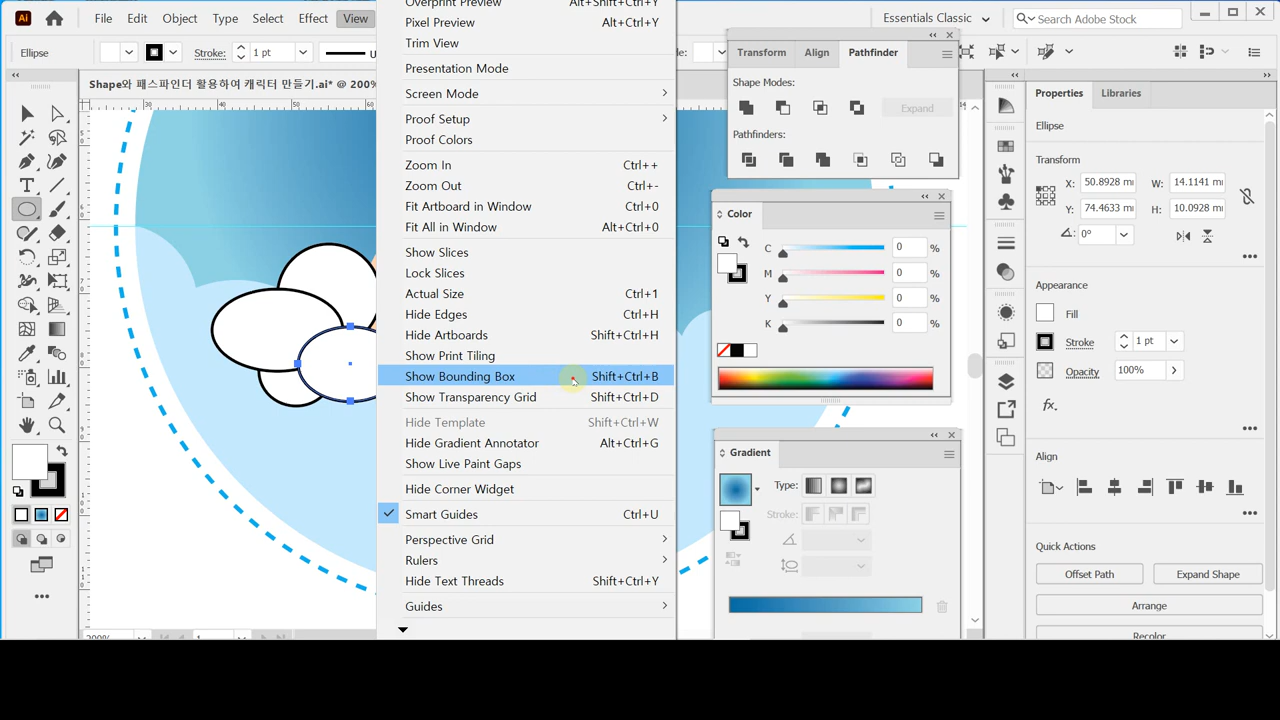 Ai
File
Edit
Object
Type
Select
Effect
View
Essentials Classic
Search Adobe Stock
Ellipse
Stroke:
1 pt
Shape와 패스파인더 활용하여 캐릭터 만들기.ai* @ 200%
30
40
50
60
Overprint Preview Alt+Shift+Ctrl+Y
Pixel Preview Alt+Ctrl+Y
Trim View
Presentation Mode
Screen Mode
Proof Setup
Proof Colors
Zoom In Ctrl++
Zoom Out Ctrl+-
Fit Artboard in Window Ctrl+0
Fit All in Window Alt+Ctrl+0
Show Slices
Lock Slices
Actual Size Ctrl+1
Hide Edges Ctrl+H
Hide Artboards Shift+Ctrl+H
Show Print Tiling
Show Bounding Box Shift+Ctrl+B
Show Transparency Grid Shift+Ctrl+D
Hide Template Shift+Ctrl+W
Hide Gradient Annotator Alt+Ctrl+G
Show Live Paint Gaps
Hide Corner Widget
Smart Guides Ctrl+U
Perspective Grid
Rulers
Hide Text Threads Shift+Ctrl+Y
Guides
Transform
Align
Pathfinder
Shape Modes:
Expand
Pathfinders:
Color
C 0 %
M 0 %
Y 0 %
K 0 %
Gradient
Type:
Stroke:
Properties
Libraries
Ellipse
Transform
X: 50.8928 m
W: 14.1141 m
Y: 74.4633 m
H: 10.0928 m
0°
Appearance
Fill
Stroke 1 pt
Opacity 100%
fx.
Align
Quick Actions
Offset Path
Expand Shape
Arrange
Recolor
200%
1